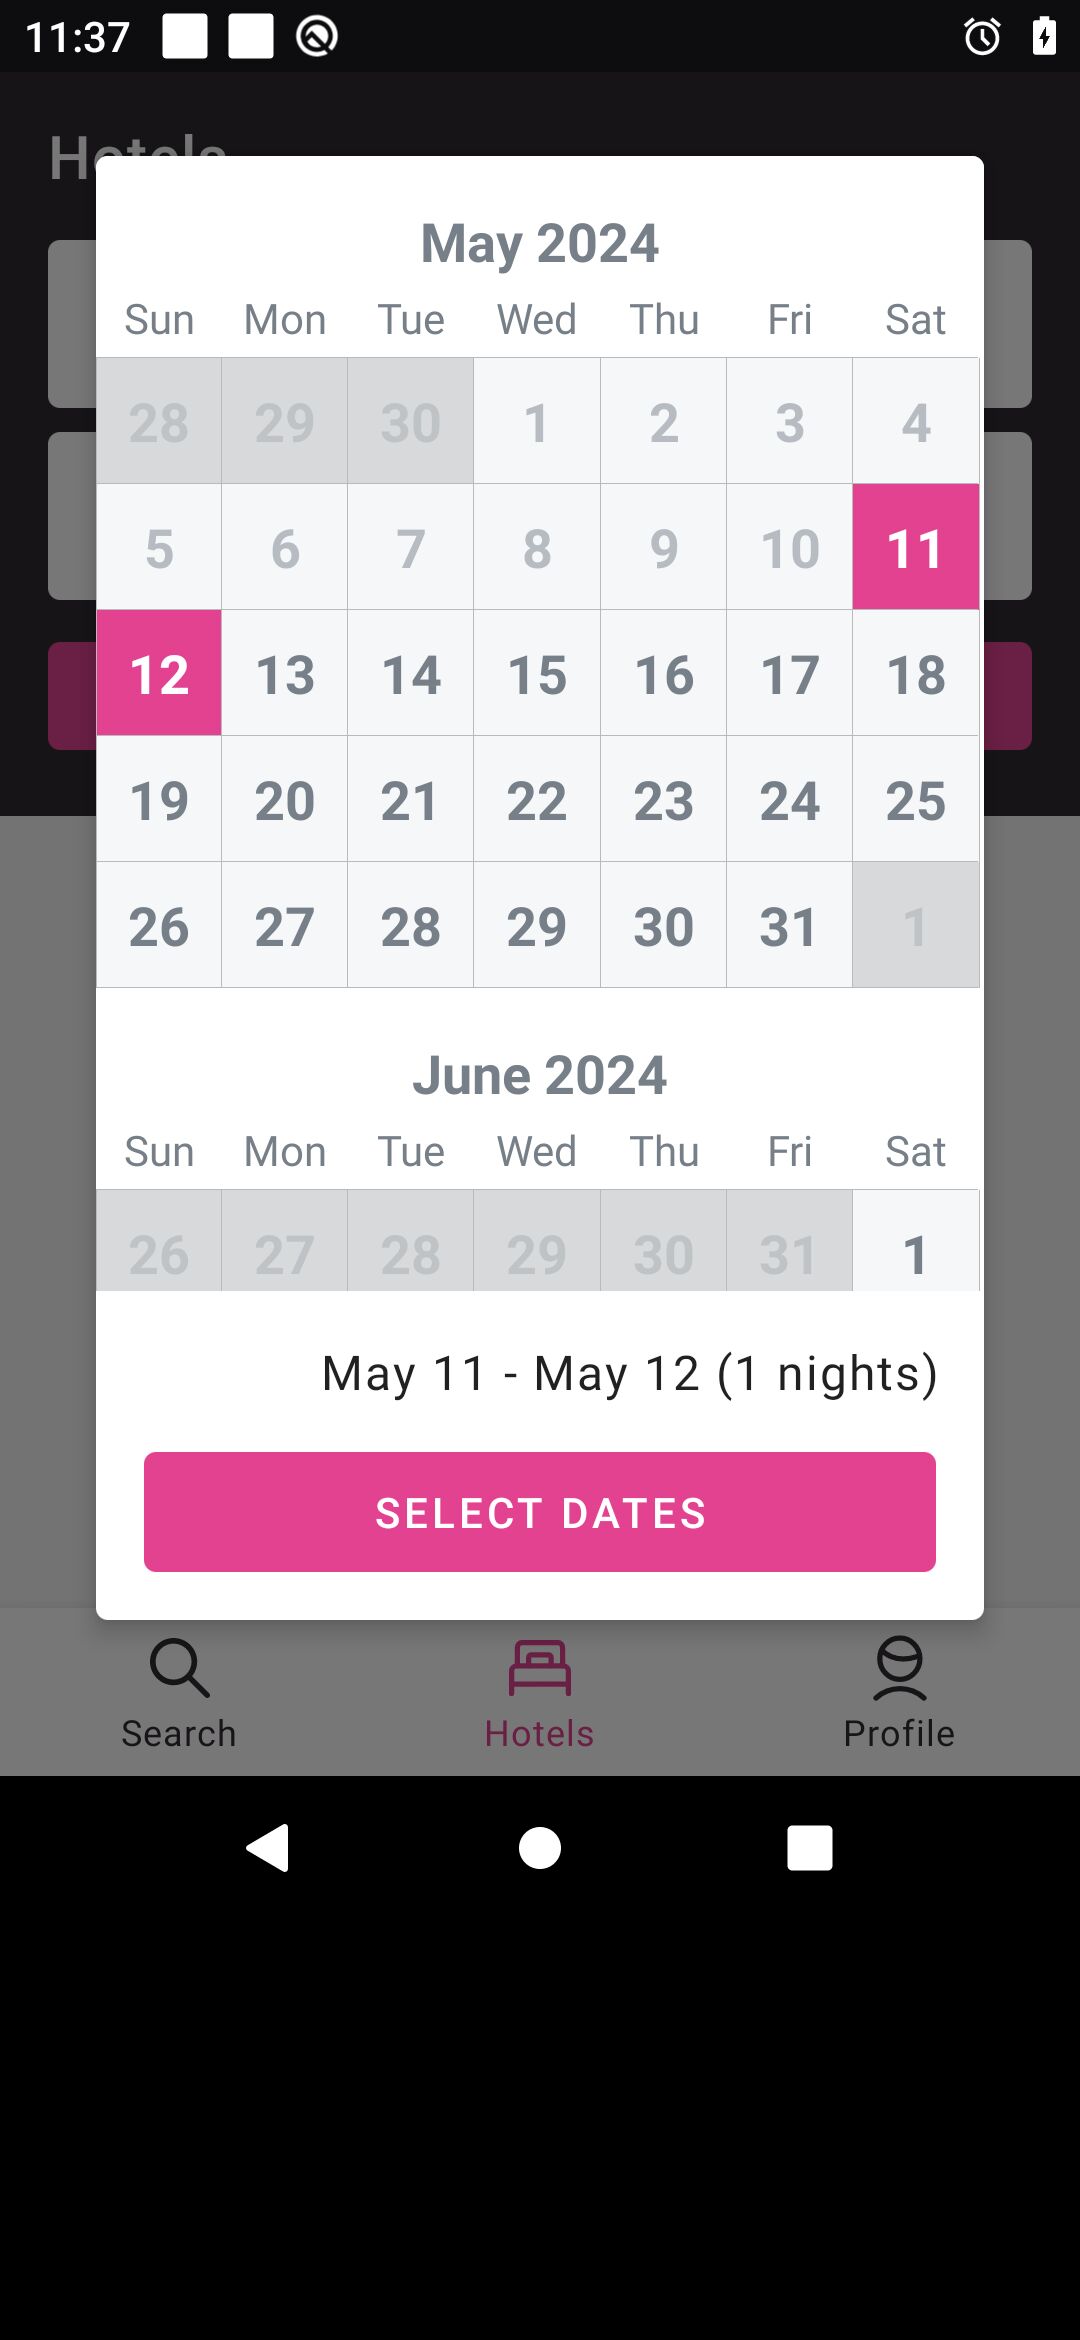 11:37
Hotels
May 2024
Sun Mon Tue Wed Thu Fri Sat
28 29 30 1 2 3 4
5 6 7 8 9 10 11
12 13 14 15 16 17 18
19 20 21 22 23 24 25
26 27 28 29 30 31 1
June 2024
Sun Mon Tue Wed Thu Fri Sat
26 27 28 29 30 31 1
May 11 - May 12 (1 nights)
SELECT DATES
Search Hotels Profile